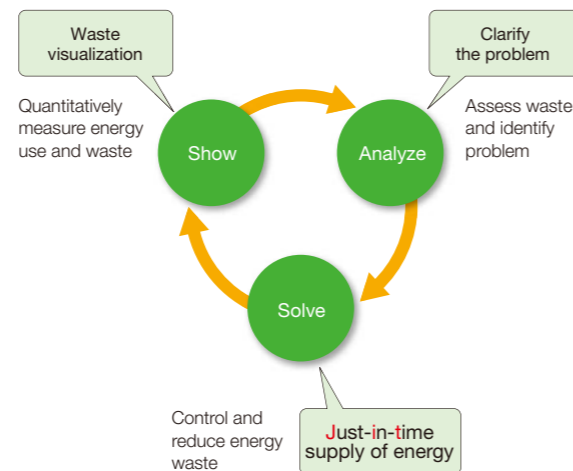 Waste
visualization
Quantitatively
measure energy
use and waste
Show
Clarify
the problem
Assess waste
and identify
problem
Analyze
Solve
Control and
reduce energy
waste
Just-in-time
supply of energy